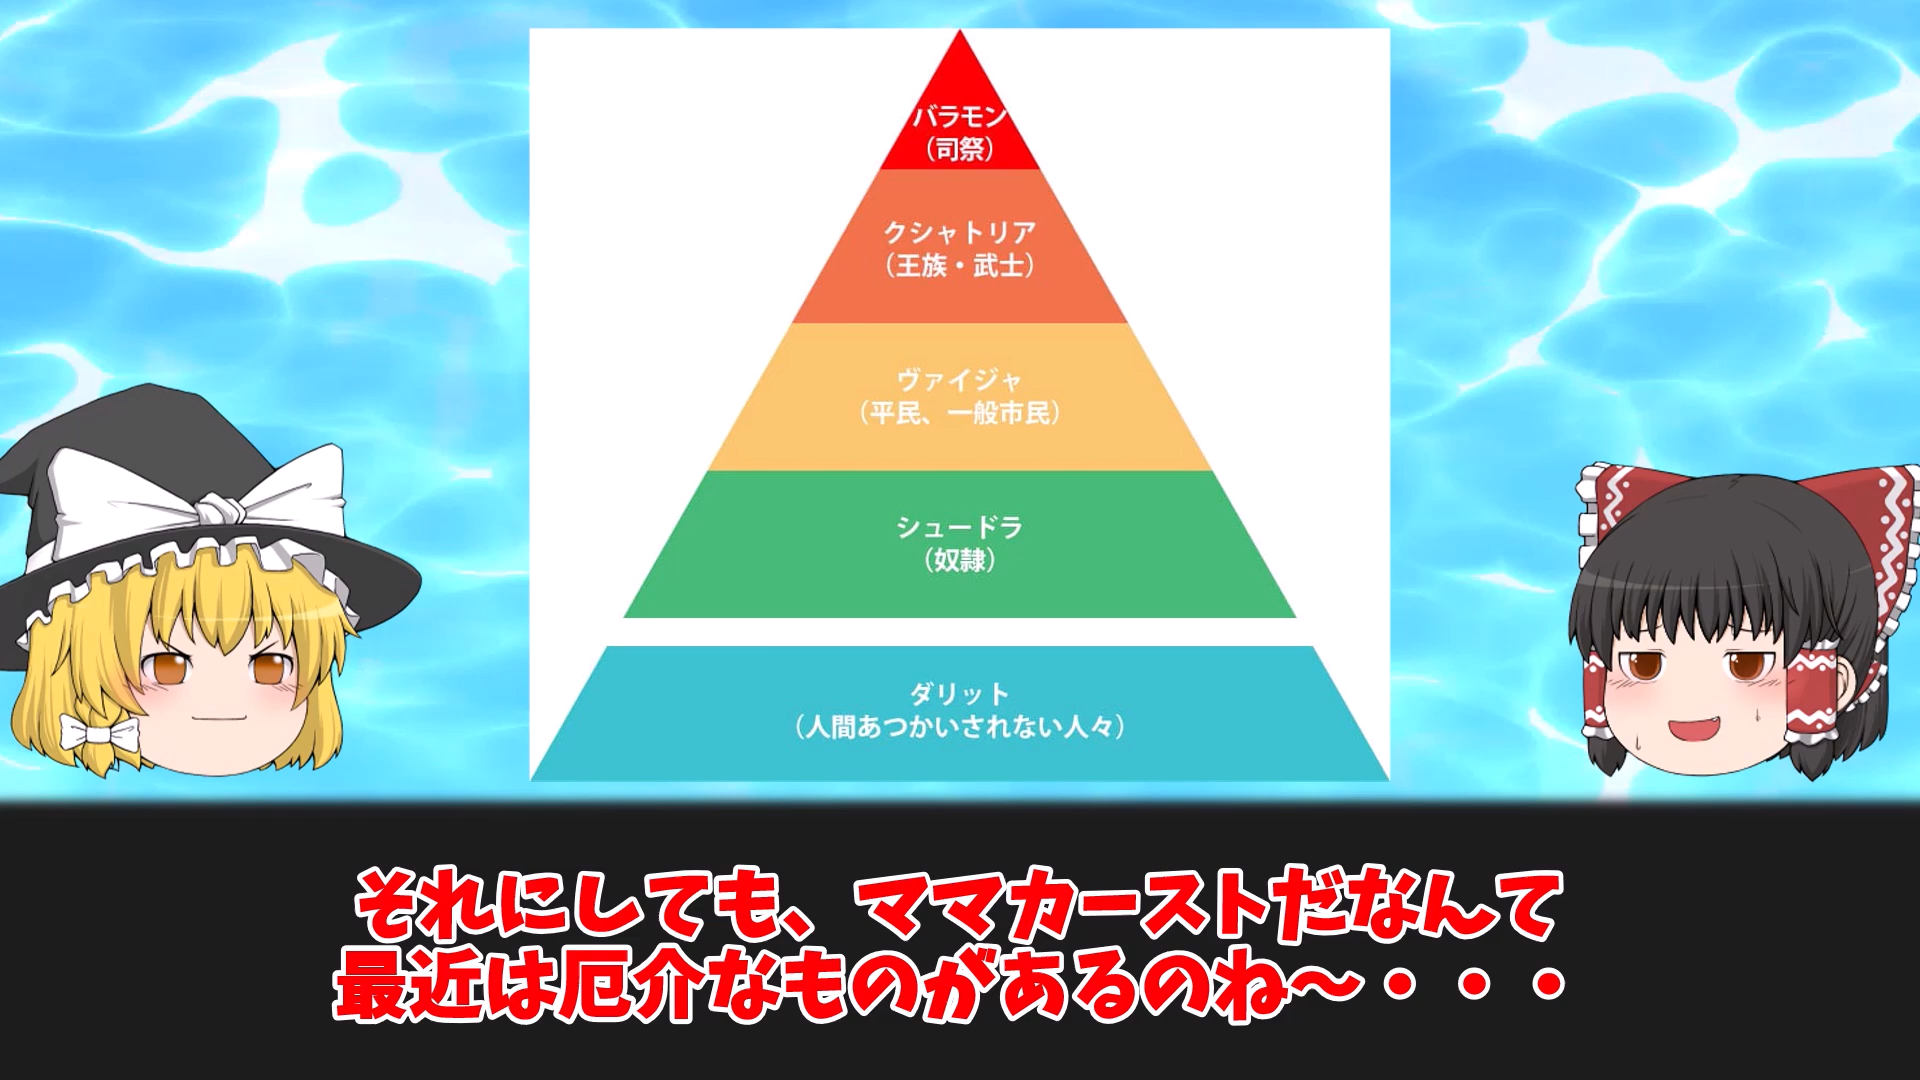 バラモン
（司祭）
クシャトリア
（王族・武士）
ヴァイジャ
（平民、一般市民）
シュードラ
（奴隷）
ダリット
（人間あつかいされない人々）
それにしても、ママカーストだなんて
最近は厄介なものがあるのね～・・・